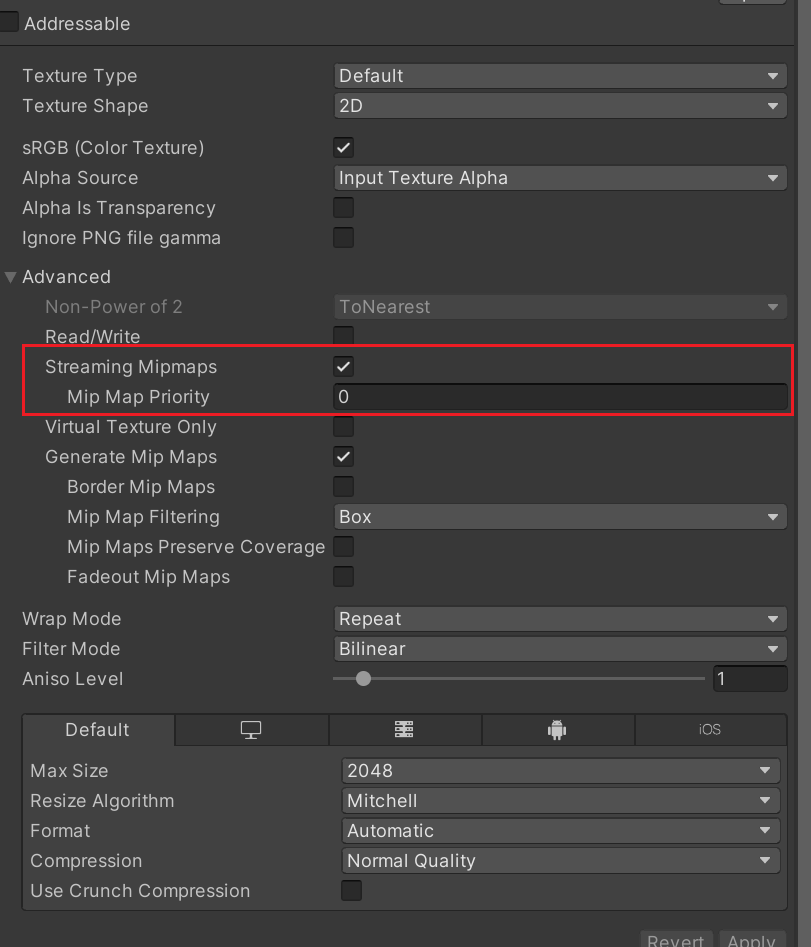 Addressable
Texture Type Default
Texture Shape 2D
sRGB (Color Texture)
Alpha Source Input Texture Alpha
Alpha Is Transparency
Ignore PNG file gamma
Advanced
Non-Power of 2 ToNearest
Read/Write
Streaming Mipmaps
Mip Map Priority 0
Virtual Texture Only
Generate Mip Maps
Border Mip Maps
Mip Map Filtering Box
Mip Maps Preserve Coverage
Fadeout Mip Maps
Wrap Mode Repeat
Filter Mode Bilinear
Aniso Level 1
Default iOS
Max Size 2048
Resize Algorithm Mitchell
Format Automatic
Compression Normal Quality
Use Crunch Compression
Revert Apply